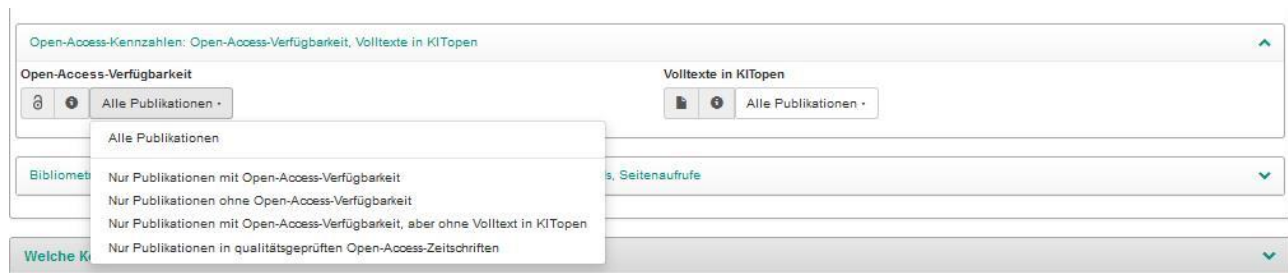 Open-Access-Kennzahlen: Open-Access-Verfügbarkeit, Volltexte in KITopen
Open-Access-Verfügbarkeit
Volltexte in KITopen
Alle Publikationen
Alle Publikationen
Alle Publikationen
Nur Publikationen mit Open-Access-Verfügbarkeit
Nur Publikationen ohne Open-Access-Verfügbarkeit
Nur Publikationen mit Open-Access-Verfügbarkeit, aber ohne Volltext in KITopen
Nur Publikationen in qualitätsgeprüften Open-Access-Zeitschriften
Seitenaufrufe
Welche